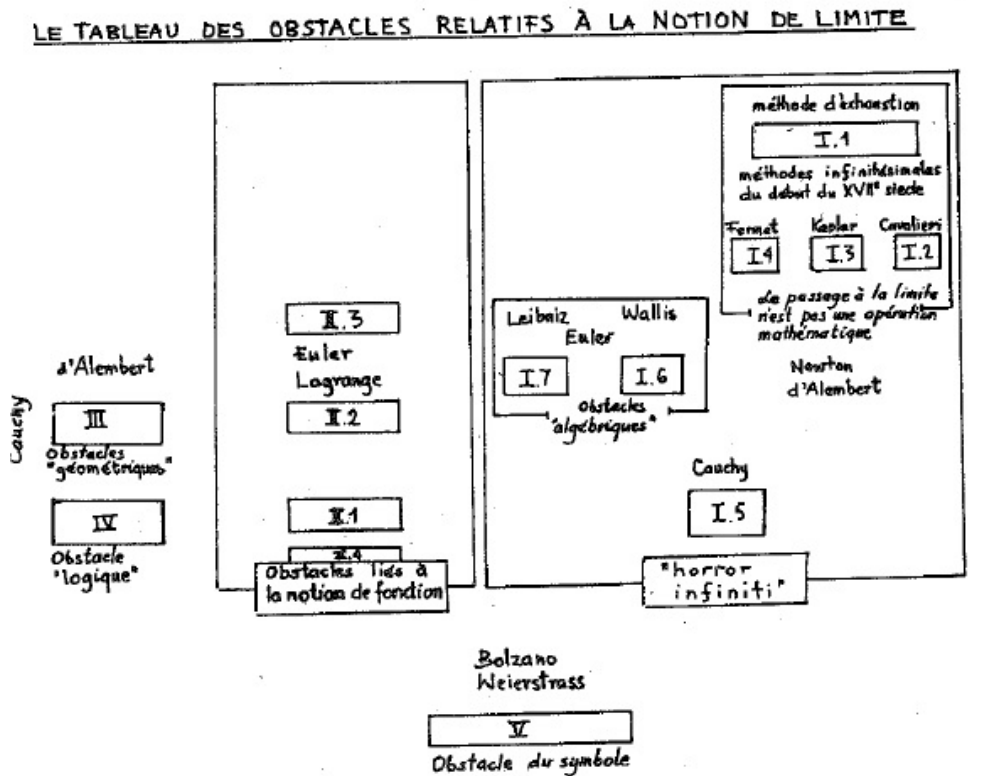 LE TABLEAU DES OBSTACLES RELATIFS À LA NOTION DE LIMITE
méthode d'exhaustion
I.1
méthodes infinitésimales
du début du XVIIe siecle
Fermat
Kepler
Cavalieri
I.4
I.3
I.2
Le passage à la limite
n'est pas une opération
mathématique
Newton
d'Alembert
Leibniz
Wallis
Euler
I.7
I.6
Obstacles
"algébriques"
Cauchy
I.5
"horror
infiniti"
II.3
Euler
Lagrange
II.2
II.1
II.4
Obstacles liés à
la notion de fonction
Cauchy
d'Alembert
III
Obstacles
"géométriques"
IV
Obstacle
"logique"
Bolzano
Weierstrass
V
Obstacle du symbole